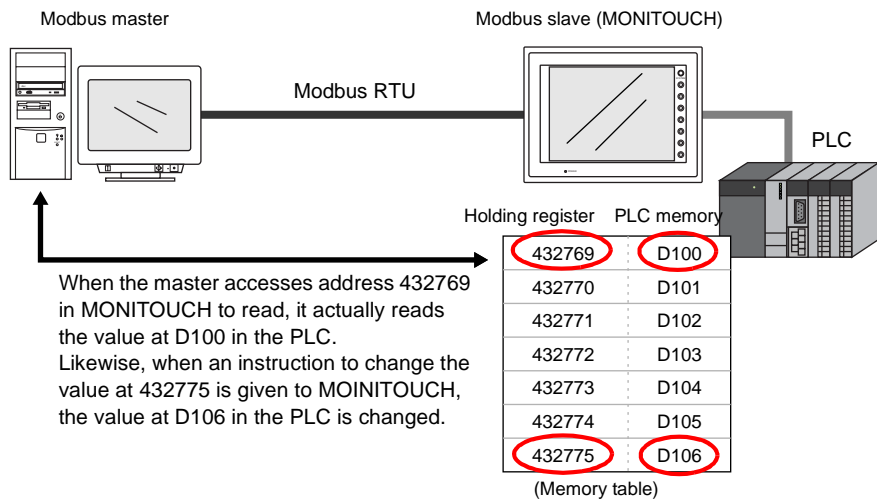 Modbus master
Modbus slave (MONITOUCH)
Modbus RTU
PLC
Holding register PLC memory
432769 D100
432770 D101
432771 D102
432772 D103
432773 D104
432774 D105
432775 D106
(Memory table)
When the master accesses address 432769
in MONITOUCH to read, it actually reads
the value at D100 in the PLC.
Likewise, when an instruction to change the
value at 432775 is given to MOINITOUCH,
the value at D106 in the PLC is changed.